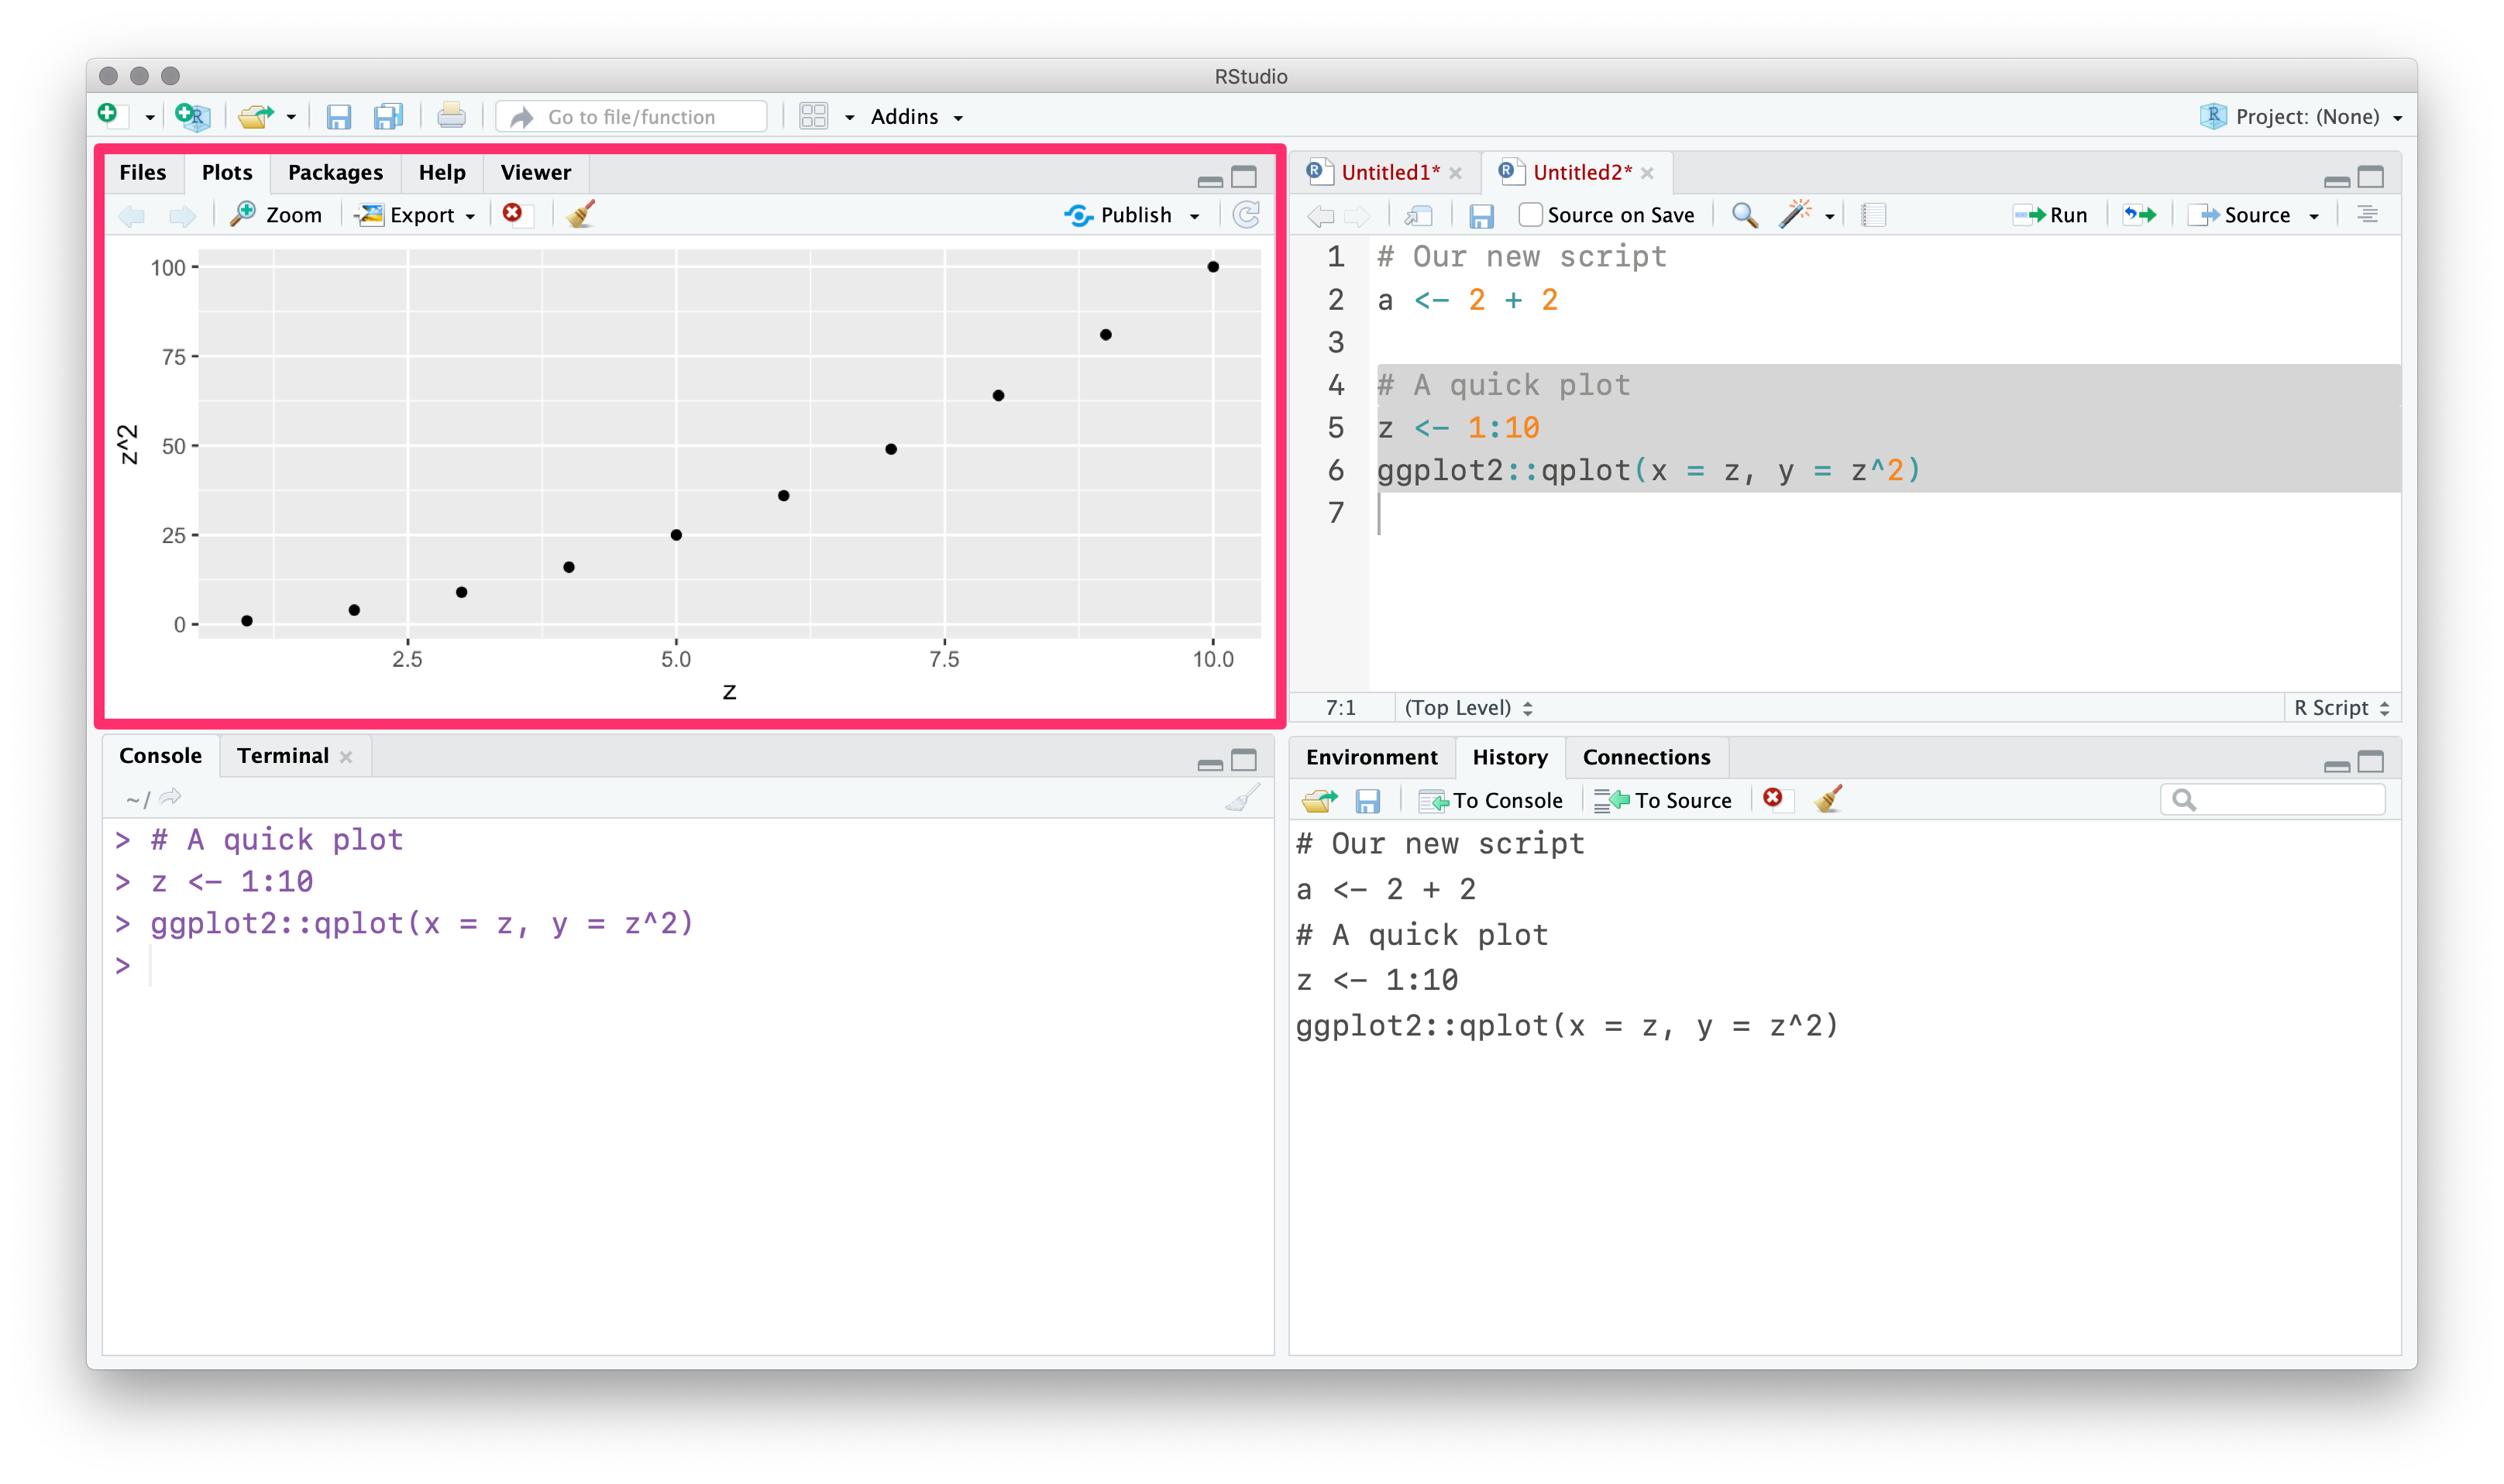 RStudio
Go to file/function
Addins
Project: (None)
Files Plots Packages Help Viewer
Zoom Export Publish
100
75
50
25
0
z^2
2.5 5.0 7.5 10.0
z
Untitled1* Untitled2*
Source on Save Run Source
1 # Our new script
2 a <- 2 + 2
3
4 # A quick plot
5 z <- 1:10
6 ggplot2::qplot(x = z, y = z^2)
7
7:1 (Top Level) R Script
Console Terminal
~/
> # A quick plot
> z <- 1:10
> ggplot2::qplot(x = z, y = z^2)
>
Environment History Connections
To Console To Source
# Our new script
a <- 2 + 2
# A quick plot
z <- 1:10
ggplot2::qplot(x = z, y = z^2)